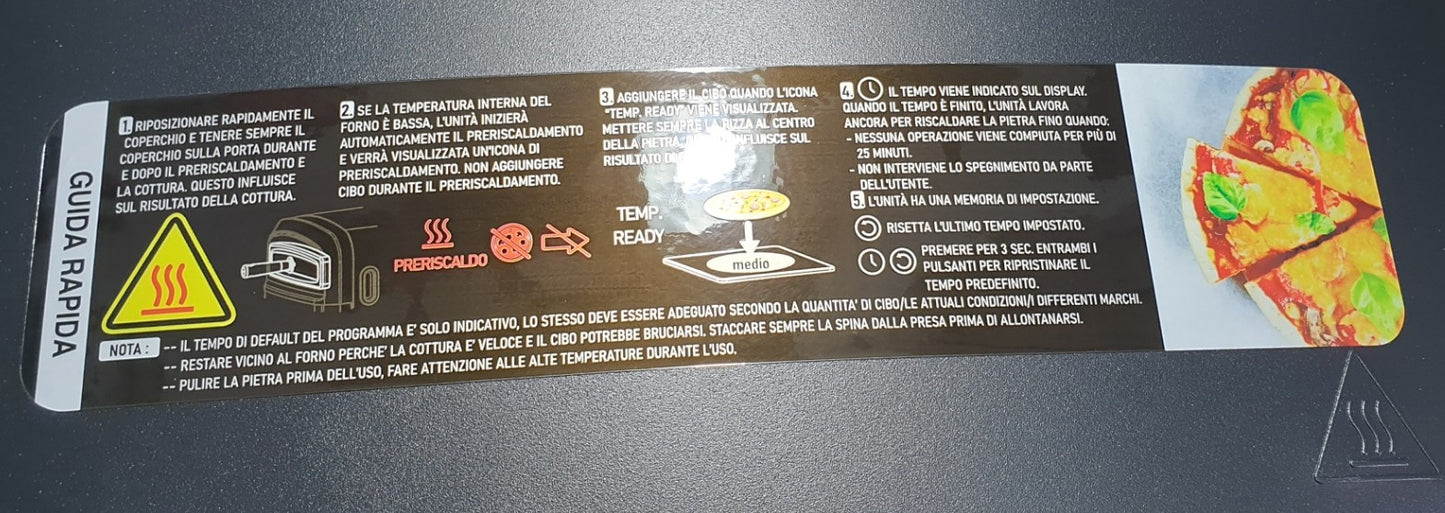 GUIDA RAPIDA
1. RIPOSIZIONARE RAPIDAMENTE IL
COPERCHIO E TENERE SEMPRE IL
COPERCHIO SULLA PORTA DURANTE
E DOPO IL PRERISCALDAMENTO E
LA COTTURA. QUESTO INFLUISCE
SUL RISULTATO DELLA COTTURA.
2. SE LA TEMPERATURA INTERNA DEL
FORNO È BASSA, L'UNITÀ INIZIERÀ
AUTOMATICAMENTE IL PRERISCALDAMENTO
E VERRÀ VISUALIZZATA UN'ICONA DI
PRERISCALDAMENTO. NON AGGIUNGERE
CIBO DURANTE IL PRERISCALDAMENTO.
PRERISCALDO
3. AGGIUNGERE IL CIBO QUANDO L'ICONA
"TEMP. READY" VIENE VISUALIZZATA.
METTERE SEMPRE LA PIZZA AL CENTRO
DELLA PIETRA, INFLUISCE SUL
RISULTATO
TEMP.
READY
medio
4. IL TEMPO VIENE INDICATO SUL DISPLAY.
QUANDO IL TEMPO È FINITO, L'UNITÀ LAVORA
ANCORA PER RISCALDARE LA PIETRA FINO QUANDO:
- NESSUNA OPERAZIONE VIENE COMPIUTA PER PIÙ DI
25 MINUTI.
- NON INTERVIENE LO SPEGNIMENTO DA PARTE
DELL'UTENTE.
5. L'UNITÀ HA UNA MEMORIA DI IMPOSTAZIONE.
RISETTA L'ULTIMO TEMPO IMPOSTATO.
PREMERE PER 3 SEC. ENTRAMBI I
PULSANTI PER RIPRISTINARE IL
TEMPO PREDEFINITO.
NOTA : -- IL TEMPO DI DEFAULT DEL PROGRAMMA E' SOLO INDICATIVO, LO STESSO DEVE ESSERE ADEGUATO SECONDO LA QUANTITA' DI CIBO/LE ATTUALI CONDIZIONI/I DIFFERENTI MARCHI.
-- RESTARE VICINO AL FORNO PERCHE' LA COTTURA E' VELOCE E IL CIBO POTREBBE BRUCIARSI. STACCARE SEMPRE LA SPINA DALLA PRESA PRIMA DI ALLONTANARSI.
-- PULIRE LA PIETRA PRIMA DELL'USO, FARE ATTENZIONE ALLE ALTE TEMPERATURE DURANTE L'USO.